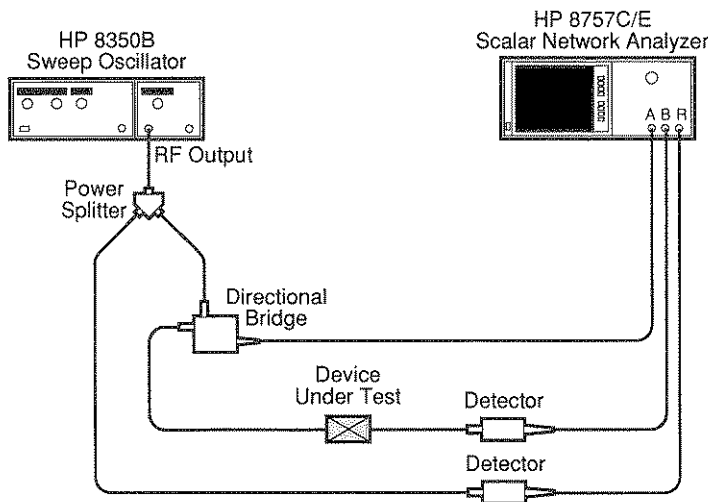 HP 8350B
Sweep Oscillator
HP 8757C/E
Scalar Network Analyzer
A B R
RF Output
Power
Splitter
Directional
Bridge
Device
Under Test
Detector
Detector